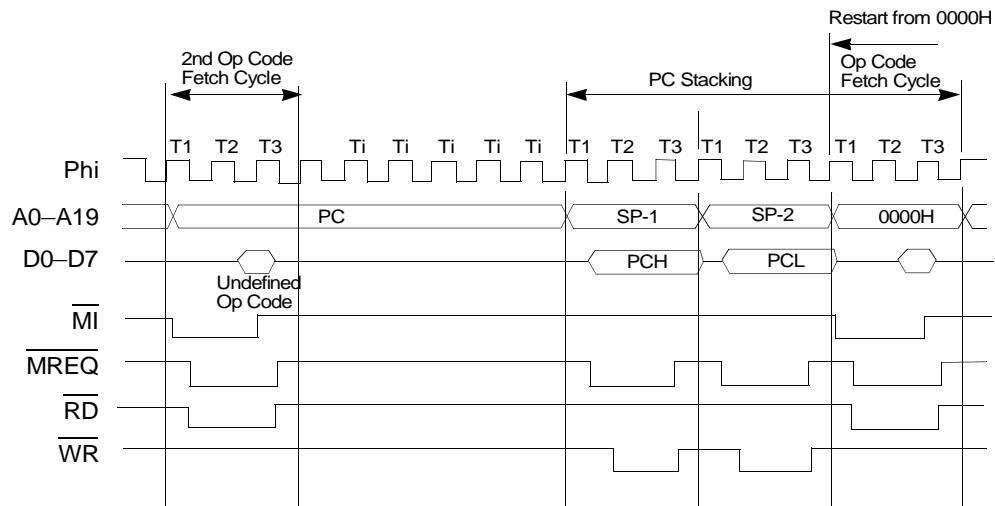 Restart from 0000H
2nd Op Code
Fetch Cycle
PC Stacking
Op Code
Fetch Cycle
T1 T2 T3 Ti Ti Ti Ti Ti T1 T2 T3 T1 T2 T3 T1 T2 T3
Phi
A0–A19 PC SP-1 SP-2 0000H
D0–D7 PCH PCL
Undefined
Op Code
MI
MREQ
RD
WR